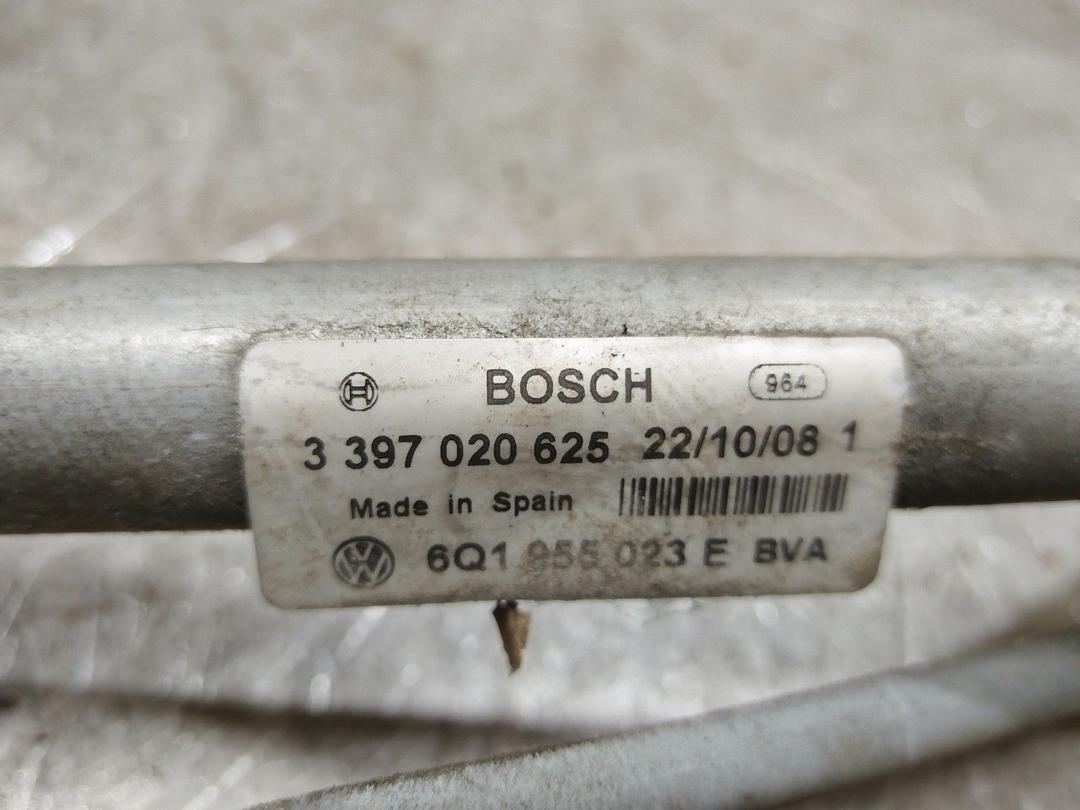 BOSCH 964
3 397 020 625 22/10/08 1
Made in Spain
6Q1 955 023 E BVA